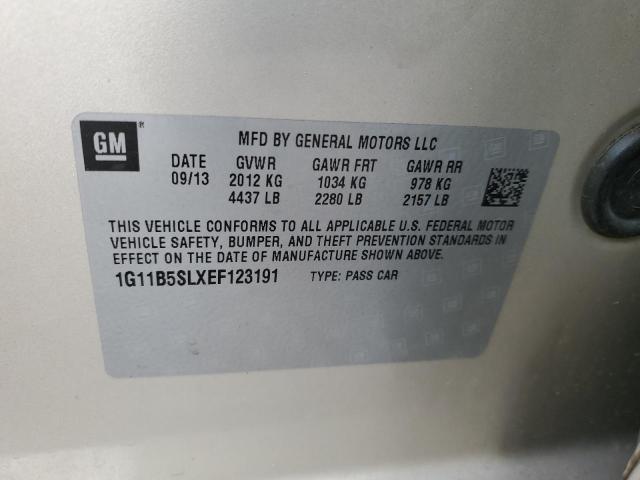 GM ®
MFD BY GENERAL MOTORS LLC
DATE GVWR GAWR FRT GAWR RR
09/13 2012 KG 1034 KG 978 KG
4437 LB 2280 LB 2157 LB
THIS VEHICLE CONFORMS TO ALL APPLICABLE U.S. FEDERAL MOTOR
VEHICLE SAFETY, BUMPER, AND THEFT PREVENTION STANDARDS IN
EFFECT ON THE DATE OF MANUFACTURE SHOWN ABOVE.
1G11B5SLXEF123191 TYPE: PASS CAR